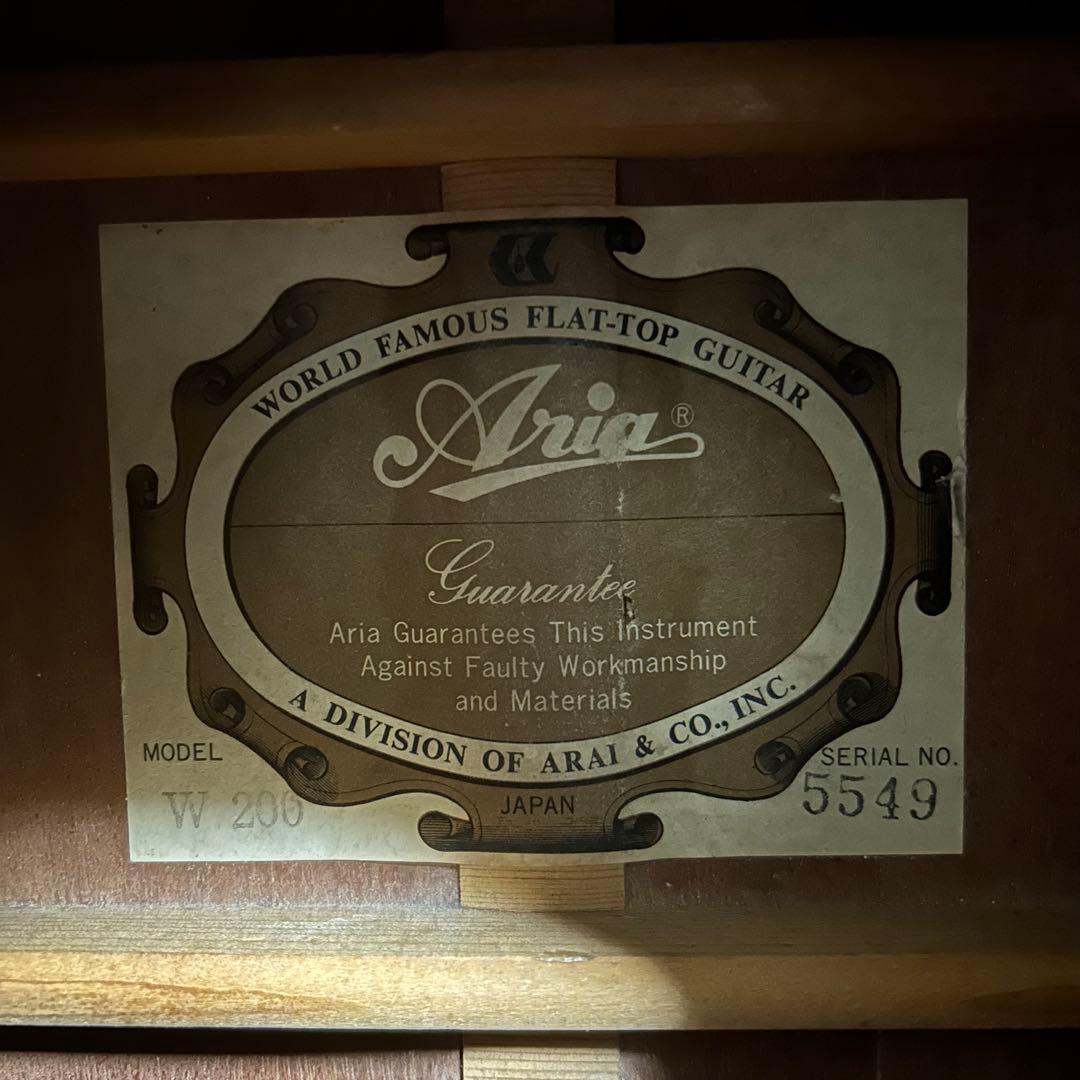 WORLD FAMOUS FLAT-TOP GUITAR
Aria®
Guarantee
Aria Guarantees This Instrument
Against Faulty Workmanship
and Materials
A DIVISION OF ARAI & CO., INC.
MODEL
W 200
SERIAL NO.
5549
JAPAN